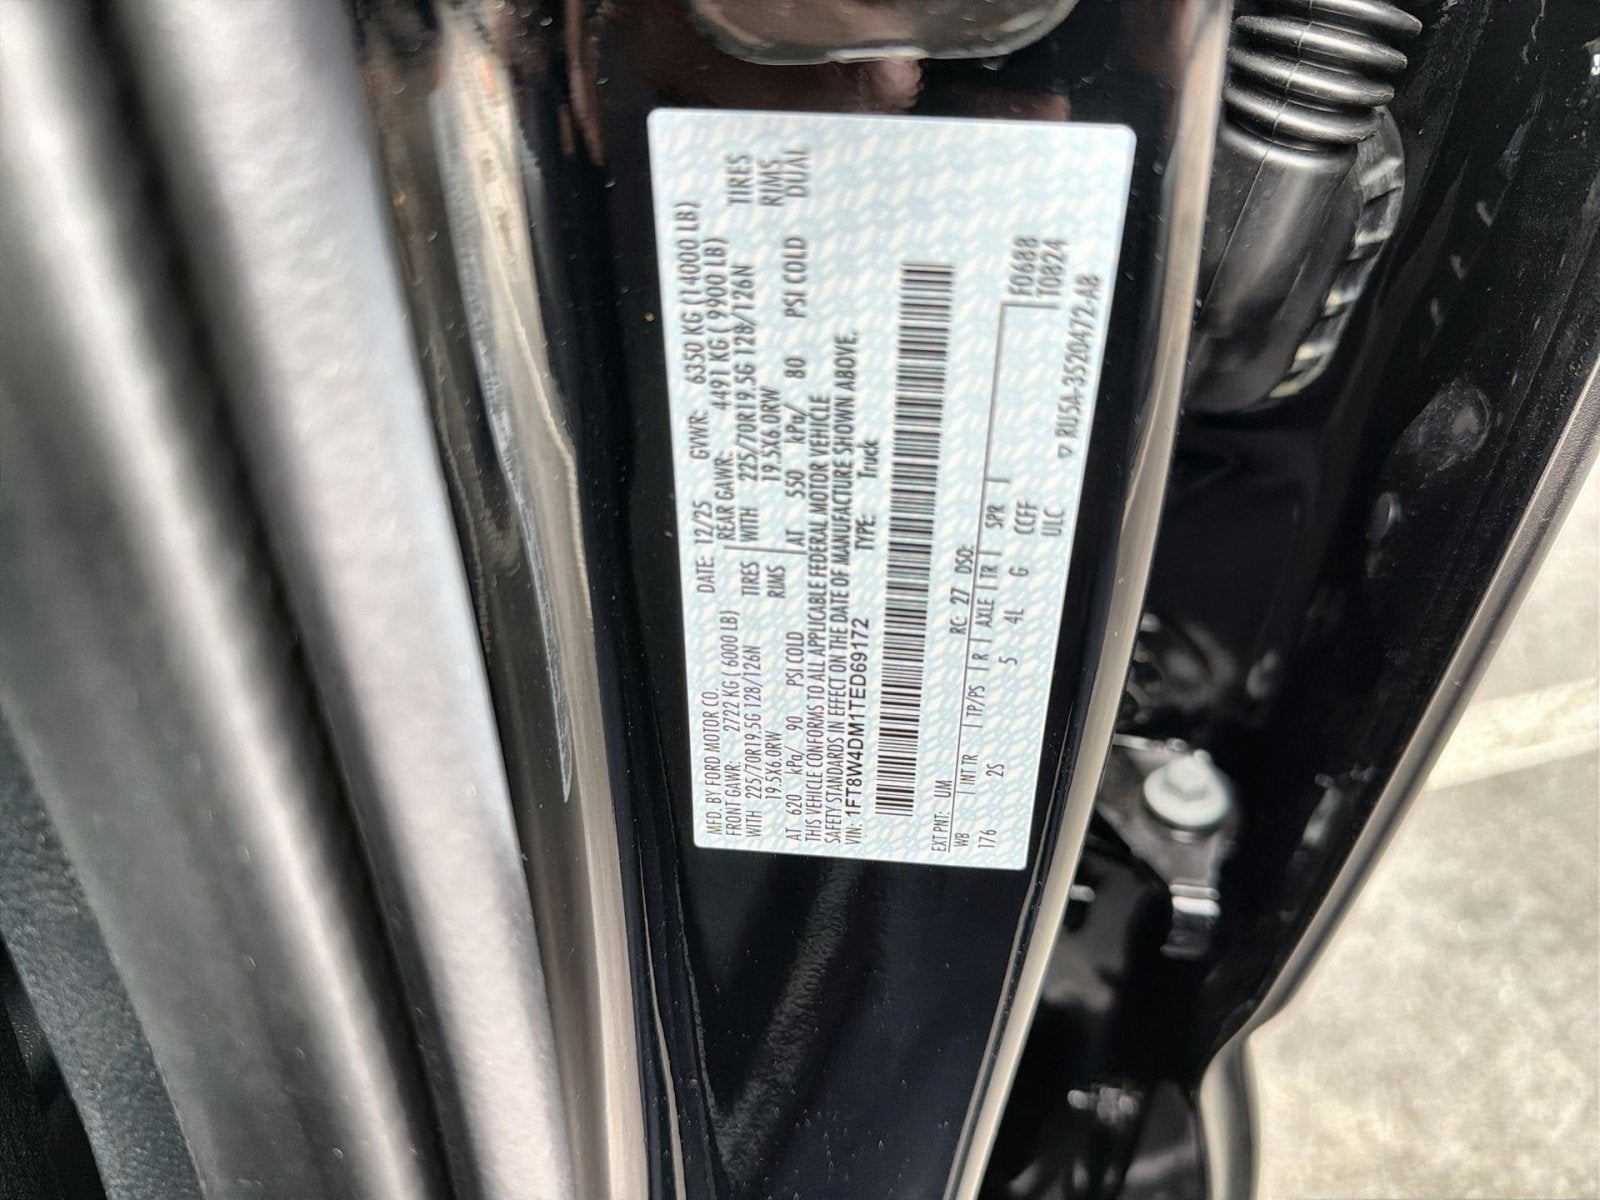 MFD. BY FORD MOTOR CO. DATE: 12/25 GVWR: 6350 KG (14000 LB)
FRONT GAWR: 2722 KG (6000 LB) REAR GAWR: 4491 KG (9900 LB)
WITH 225/70R19.5G 128/126N TIRES WITH 225/70R19.5G 128/126N TIRES
19.5X6.0RW RIMS 19.5X6.0RW RIMS
AT 620 kPa/ 90 PSI COLD AT 550 kPa/ 80 PSI COLD DUAL
THIS VEHICLE CONFORMS TO ALL APPLICABLE FEDERAL MOTOR VEHICLE
SAFETY STANDARDS IN EFFECT ON THE DATE OF MANUFACTURE SHOWN ABOVE.
VIN: 1FT8W4DM1TED69172 TYPE: Truck
EXT PNT: UM RC: 27 DSO: F0688
WB INT TR TP/PS R AXLE TR SPR F0824
176 2S 5 4L G CCFF
ULC
▽ RU5A-3520472-AB